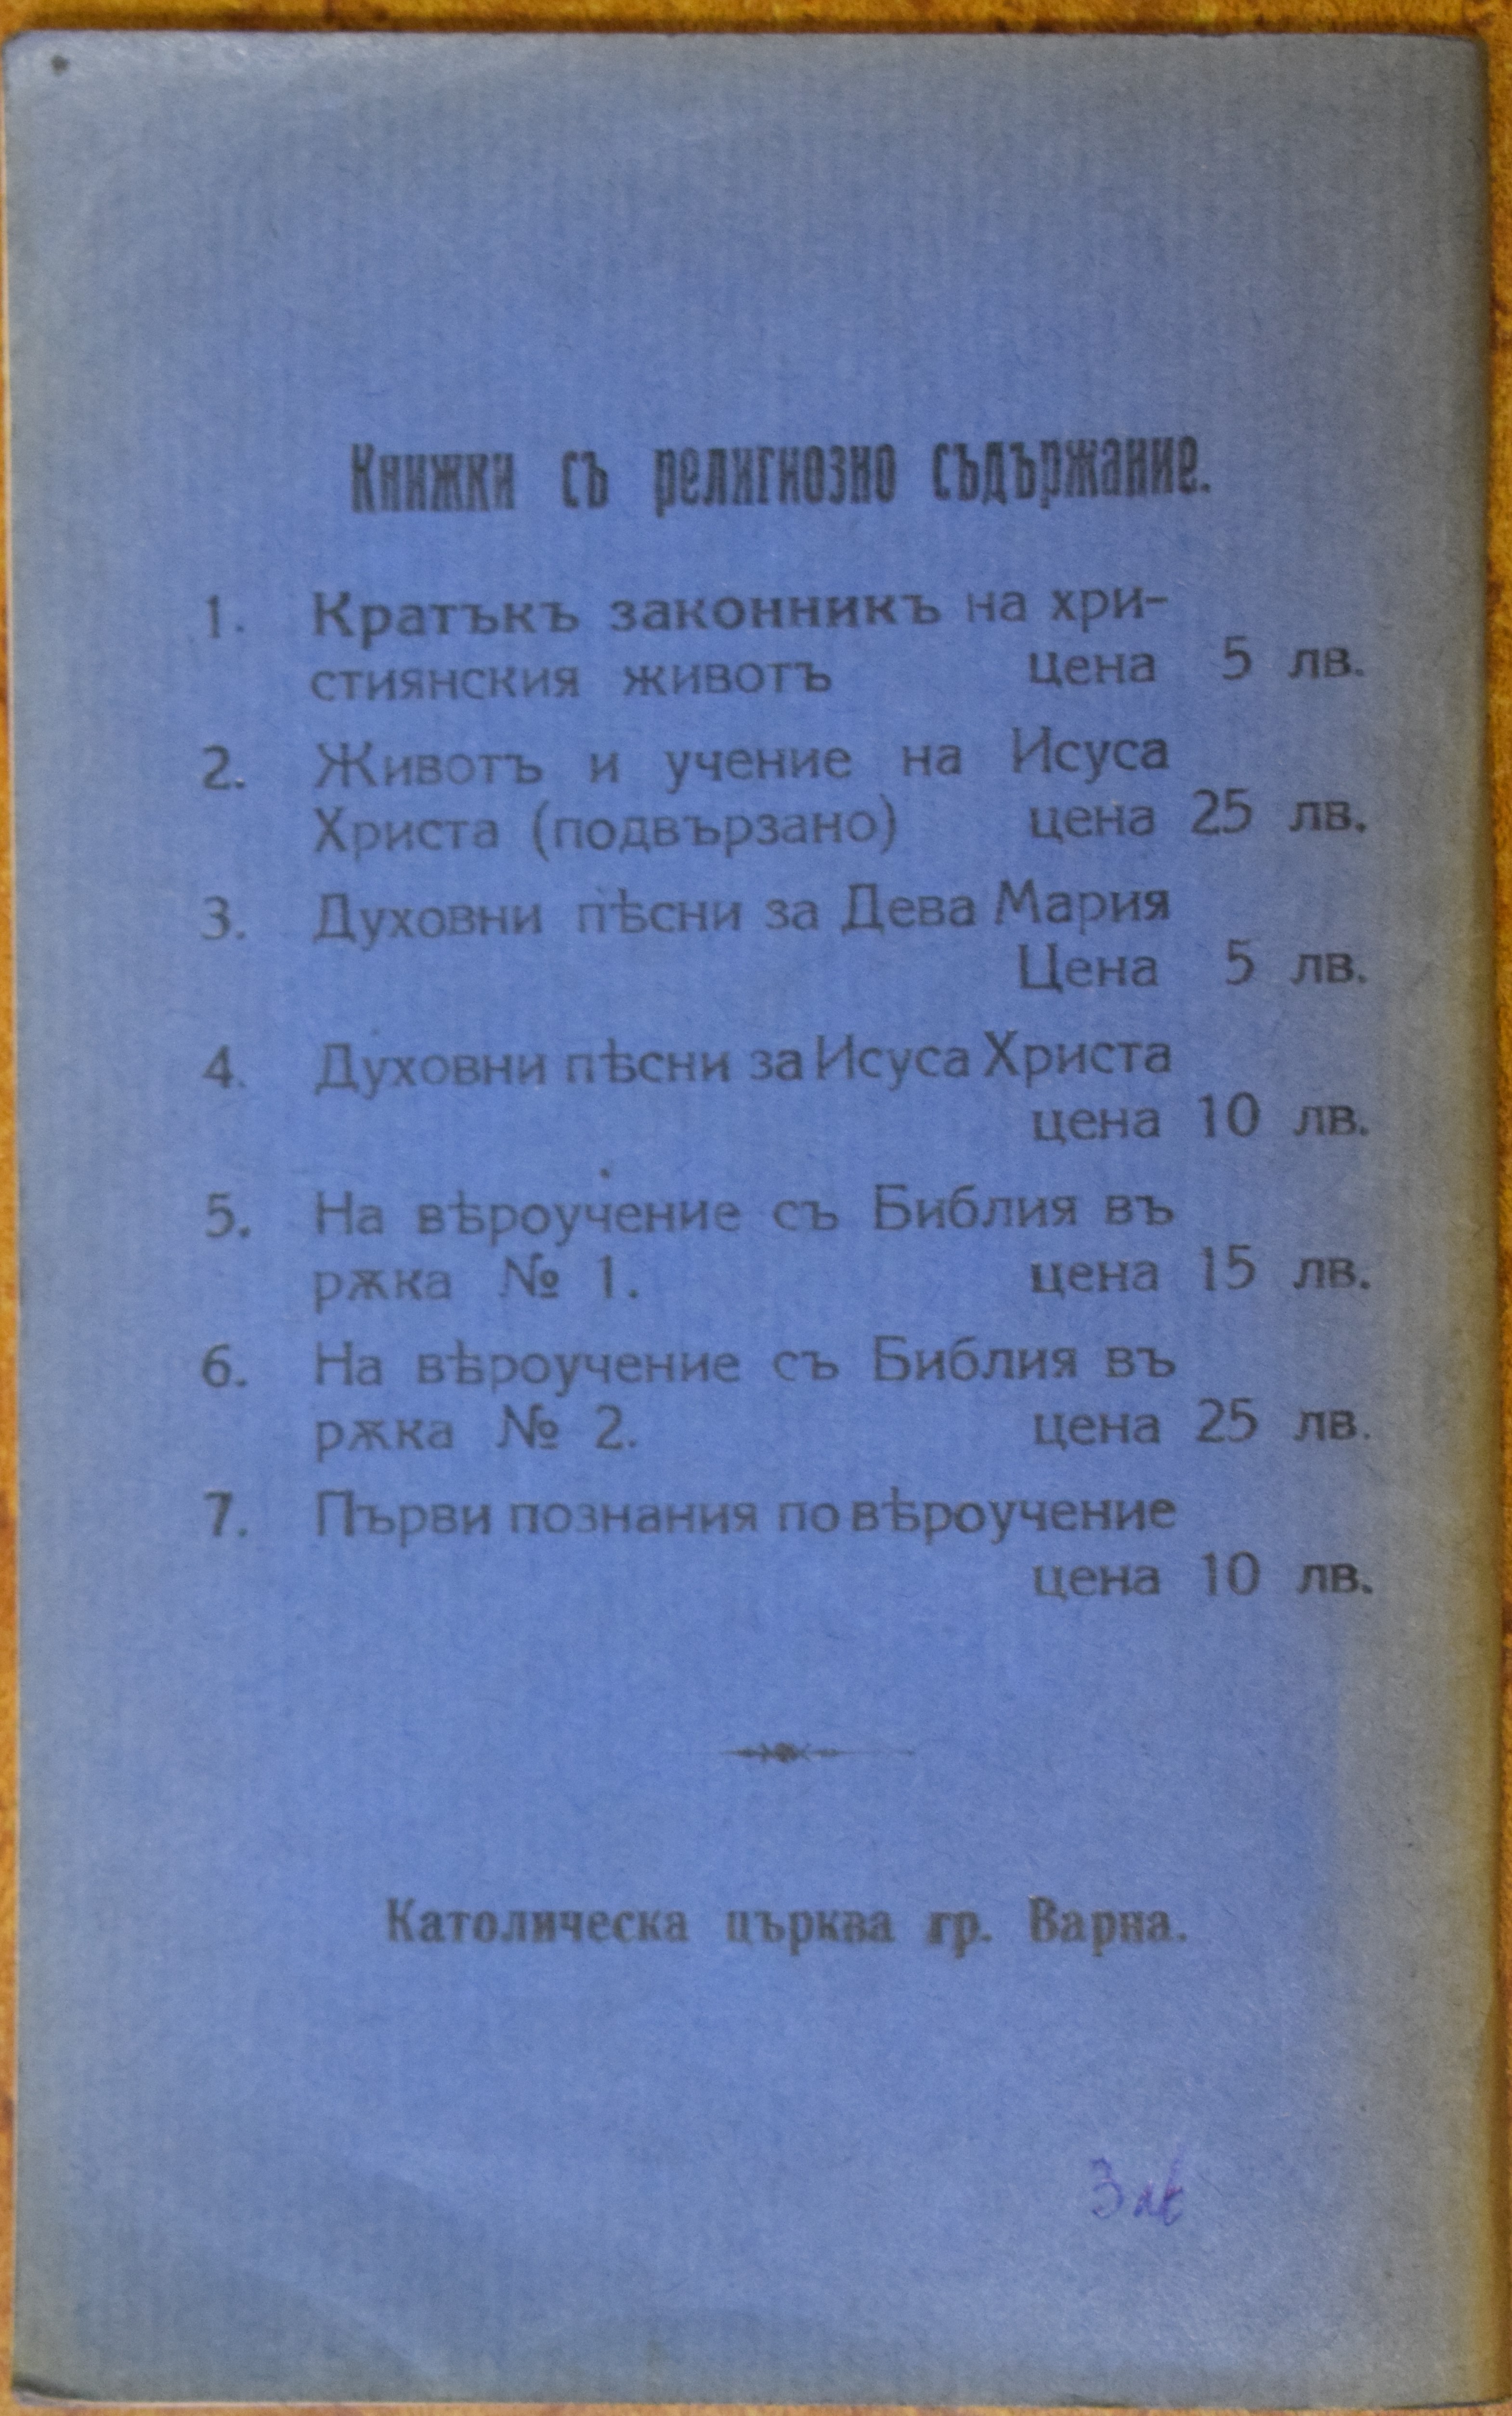 Книжки съ религиозно съдържание.
1. Кратъкъ законникъ на хри-
стиянския животъ цена 5 лв.
2. Животъ и учение на Исуса
Христа (подвързано) цена 25 лв.
3. Духовни пѣсни за Дева Мария
Цена 5 лв.
4. Духовни пѣсни за Исуса Христа
цена 10 лв.
5. На вѣроучение съ Библия въ
рѫка № 1. цена 15 лв.
6. На вѣроучение съ Библия въ
рѫка № 2. цена 25 лв.
7. Първи познания по вѣроучение
цена 10 лв.
Католическа църква гр. Варна.
3 лв